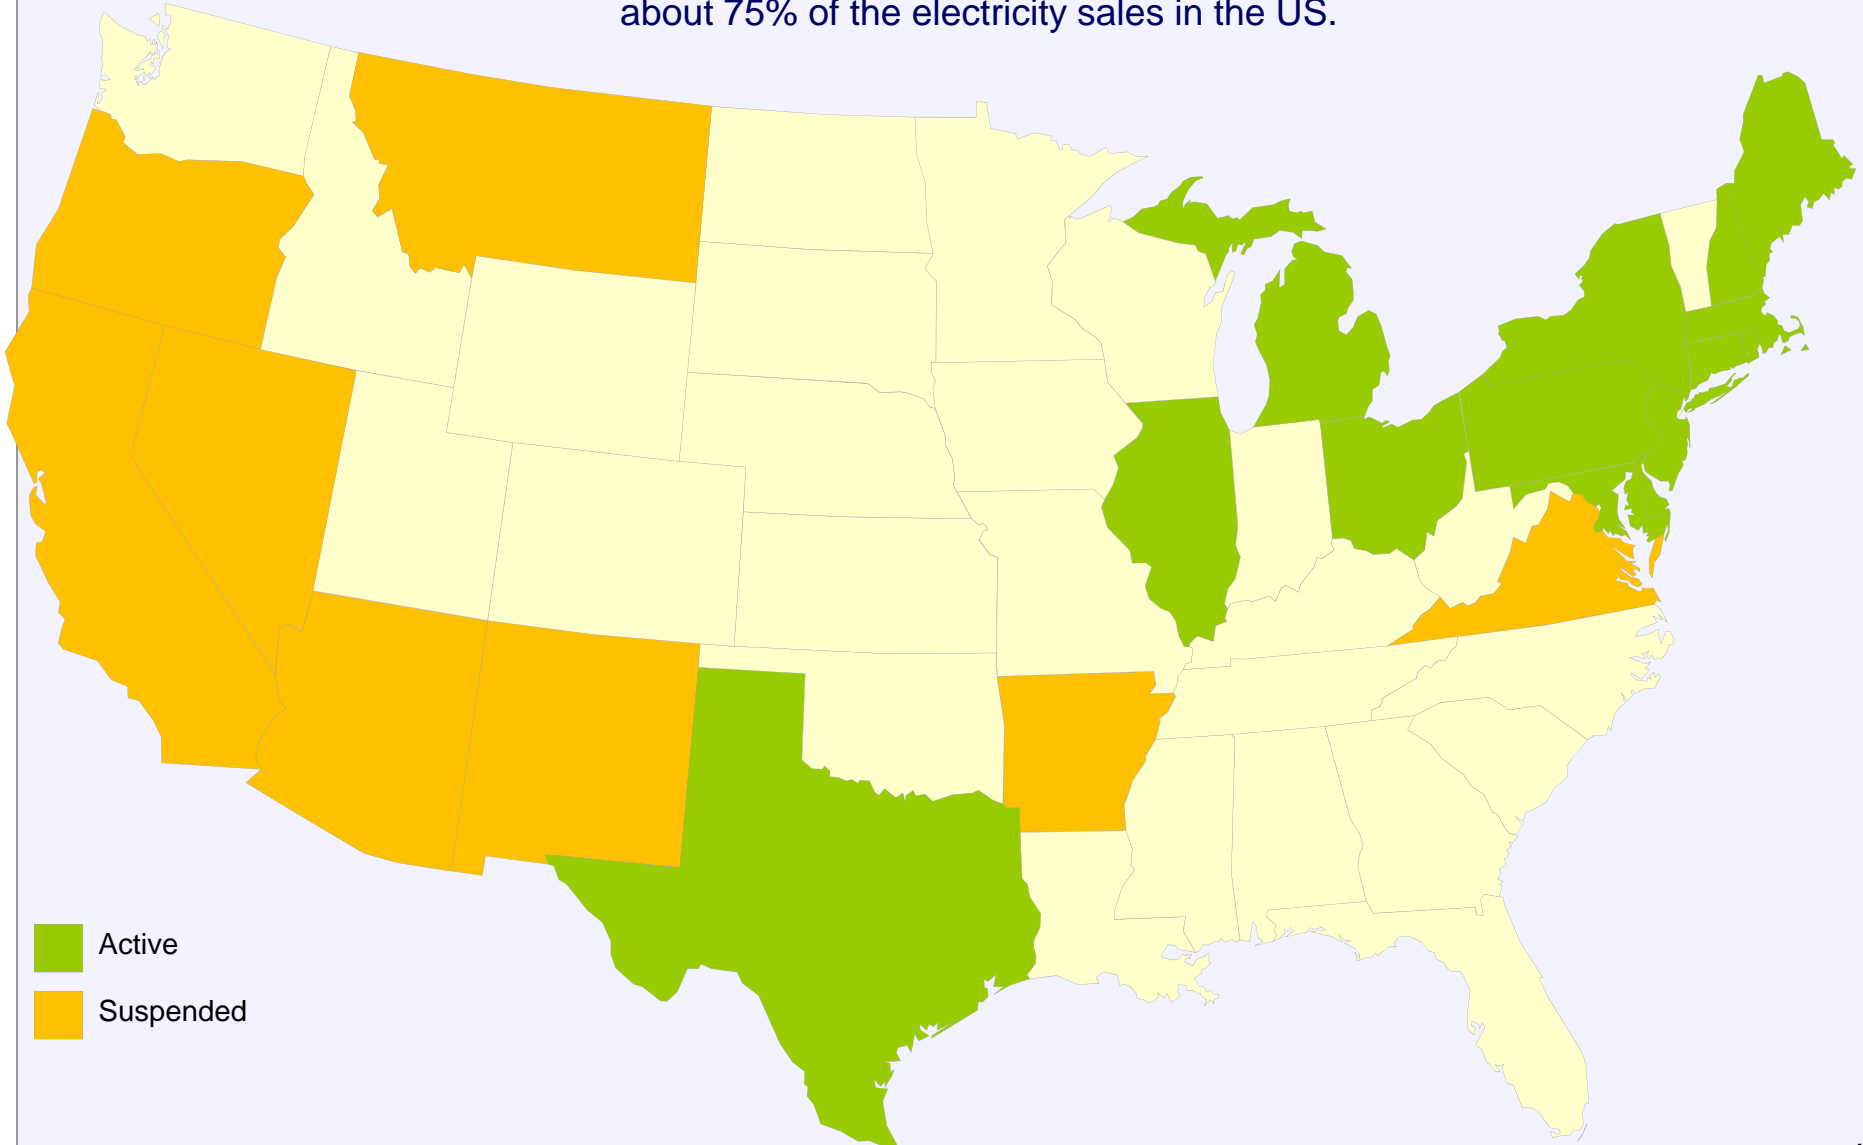 about 75% of the electricity sales in the US.
Active
Suspended